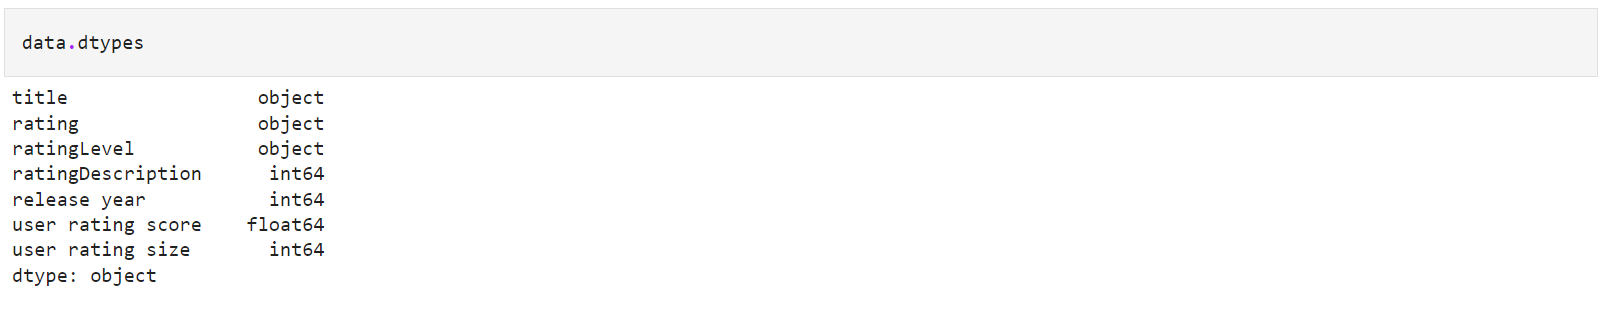 data.dtypes
title                 object
rating                object
ratingLevel           object
ratingDescription      int64
release year           int64
user rating score    float64
user rating size       int64
dtype: object